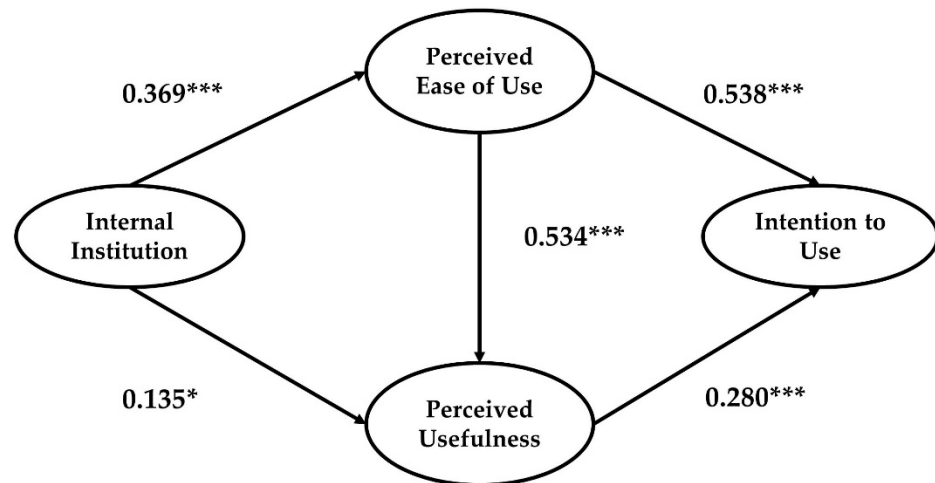 Perceived
Ease of Use
0.369***
0.538***
Internal
Institution
0.534***
Intention to
Use
0.135*
Perceived
Usefulness
0.280***